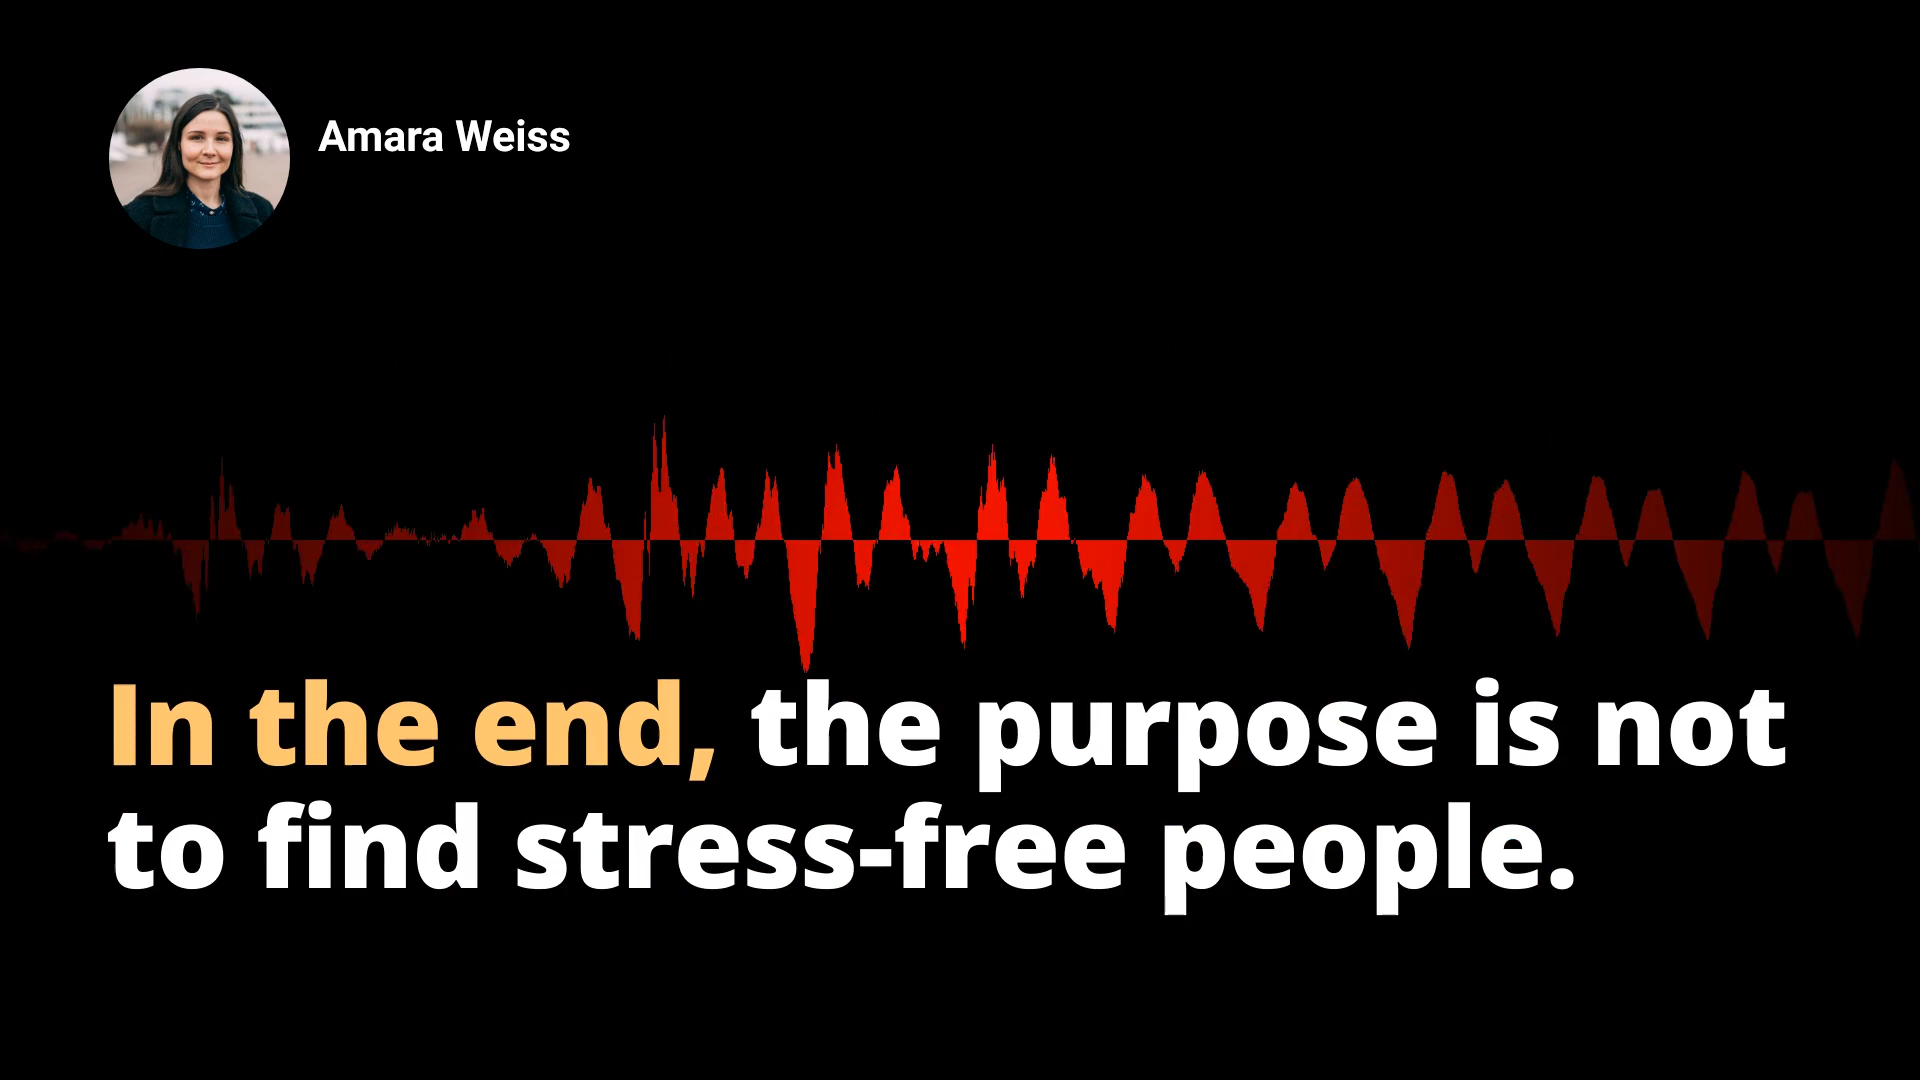 Amara Weiss
In the end, the purpose is not
to find stress-free people.